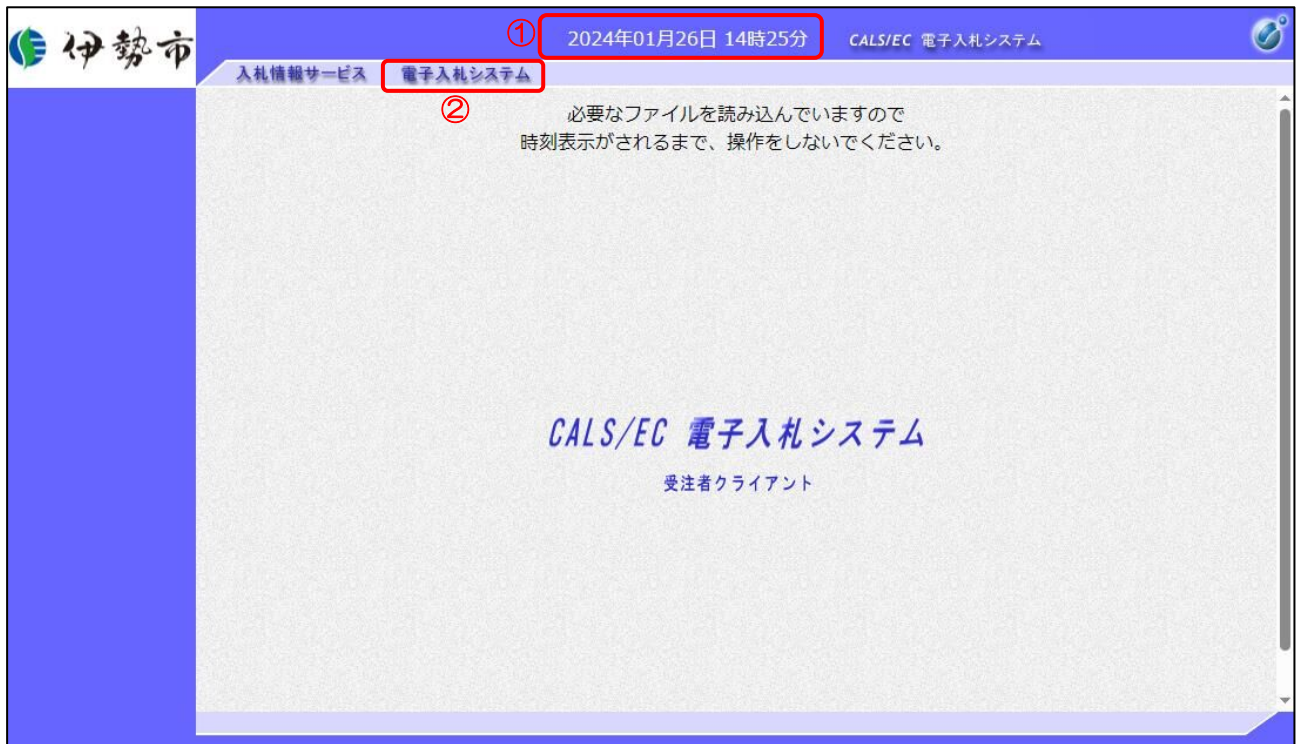 伊勢市
① 2024年01月26日 14時25分 CALS/EC 電子入札システム
入札情報サービス 電子入札システム
②
必要なファイルを読み込んでいますので
時刻表示がされるまで、操作をしないでください。
CALS/EC 電子入札システム
受注者クライアント